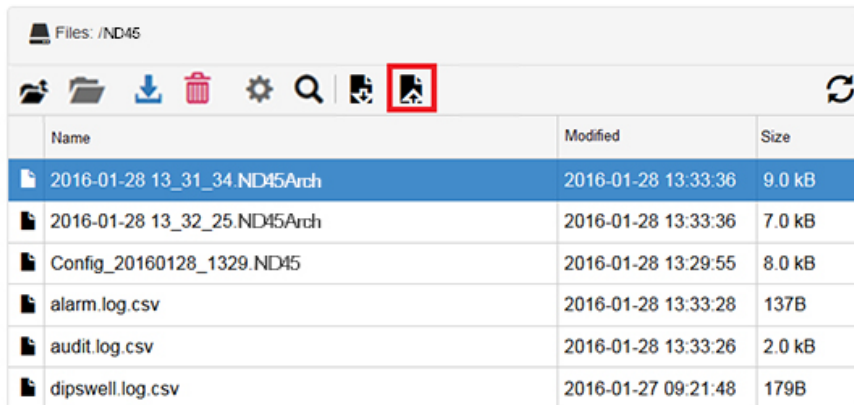 Files: /ND45
Name Modified Size
2016-01-28 13_31_34.ND45Arch 2016-01-28 13:33:36 9.0 kB
2016-01-28 13_32_25.ND45Arch 2016-01-28 13:33:36 7.0 kB
Config_20160128_1329.ND45 2016-01-28 13:29:55 8.0 kB
alarm.log.csv 2016-01-28 13:33:28 137B
audit.log.csv 2016-01-28 13:33:26 2.0 kB
dipswell.log.csv 2016-01-27 09:21:48 179B